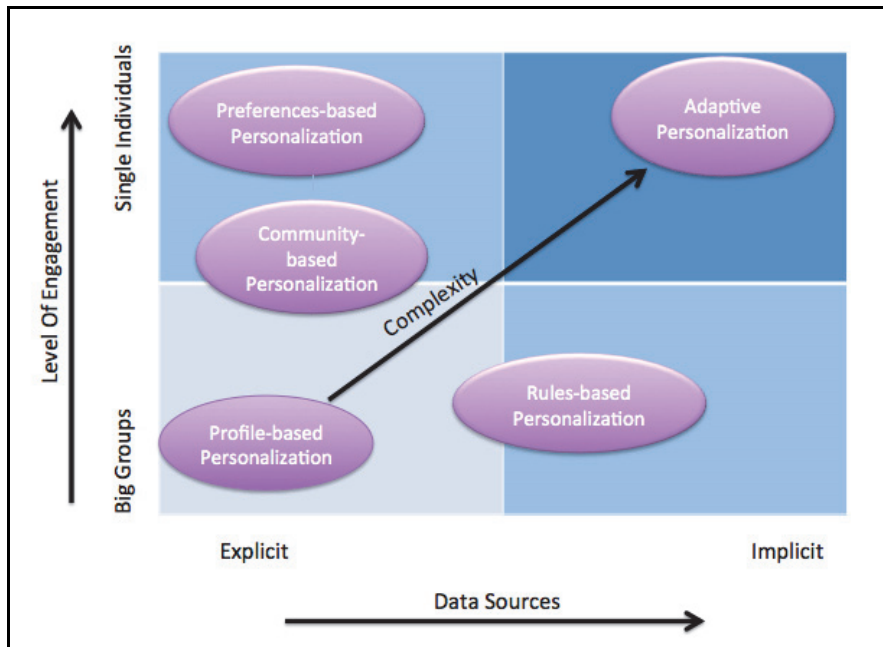 Single Individuals
Level Of Engagement
Big Groups
Preferences-based
Personalization
Adaptive
Personalization
Community-
based
Personalization
Complexity
Rules-based
Personalization
Profile-based
Personalization
Explicit
Implicit
Data Sources